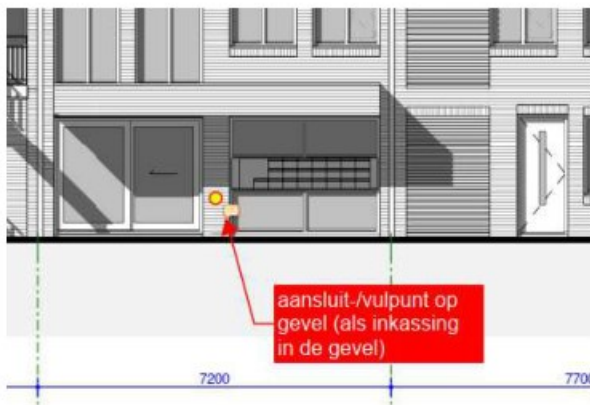 aansluit-/vulpunt op
gevel (als inkassing
in de gevel)
7200
7700